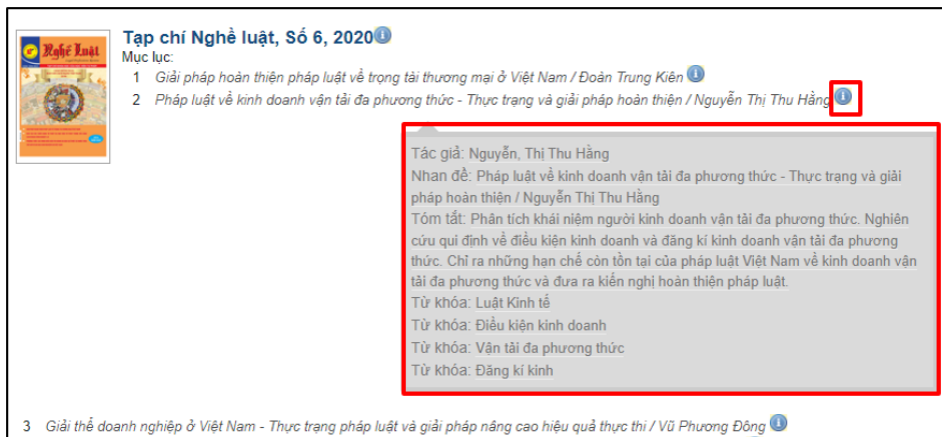 Nghề Luật
Tạp chí Nghề luật, Số 6, 2020
Mục lục:
1 Giải pháp hoàn thiện pháp luật về trọng tài thương mại ở Việt Nam / Đoàn Trung Kiên
2 Pháp luật về kinh doanh vận tải đa phương thức - Thực trạng và giải pháp hoàn thiện / Nguyễn Thị Thu Hằng
Tác giả: Nguyễn, Thị Thu Hằng
Nhan đề: Pháp luật về kinh doanh vận tải đa phương thức - Thực trạng và giải
pháp hoàn thiện / Nguyễn Thị Thu Hằng
Tóm tắt: Phân tích khái niệm người kinh doanh vận tải đa phương thức. Nghiên
cứu qui định về điều kiện kinh doanh và đăng kí kinh doanh vận tải đa phương
thức. Chỉ ra những hạn chế còn tồn tại của pháp luật Việt Nam về kinh doanh vận
tải đa phương thức và đưa ra kiến nghị hoàn thiện pháp luật.
Từ khóa: Luật Kinh tế
Từ khóa: Điều kiện kinh doanh
Từ khóa: Vận tải đa phương thức
Từ khóa: Đăng kí kinh
3 Giải thể doanh nghiệp ở Việt Nam - Thực trạng pháp luật và giải pháp nâng cao hiệu quả thực thi / Vũ Phương Đông